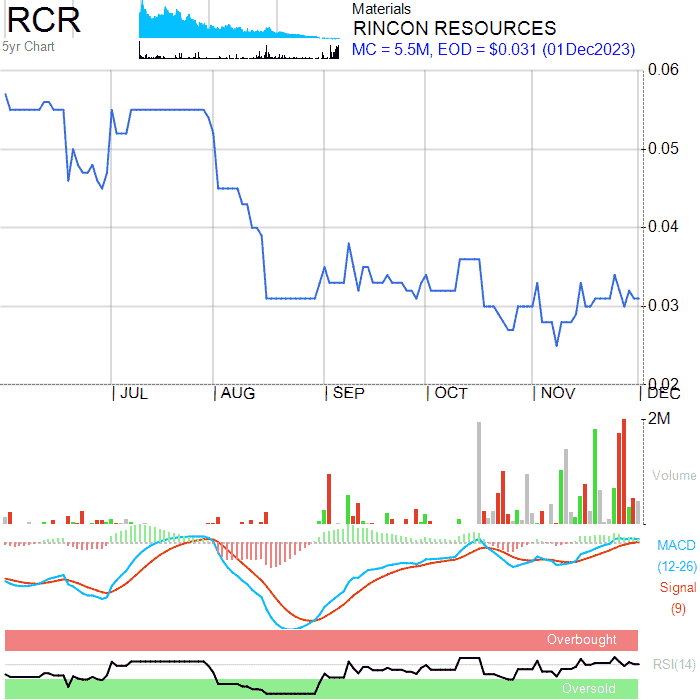 RCR
5yr Chart
Materials
RINCON RESOURCES
MC = 5.5M, EOD = $0.031 (01Dec2023)
0.06
0.05
0.04
0.03
0.02
JUL AUG SEP OCT NOV DEC
2M
Volume
MACD
(12-26)
Signal
(9)
Overbought
RSI(14)
Oversold